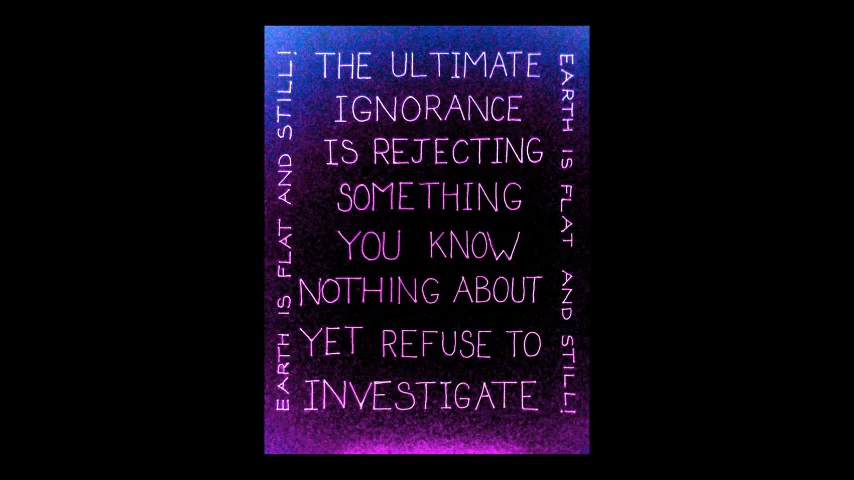 THE ULTIMATE
IGNORANCE
IS REJECTING
SOMETHING
YOU KNOW
NOTHING ABOUT
YET REFUSE TO
INVESTIGATE
EARTH IS FLAT AND STILL!
EARTH IS FLAT AND STILL!